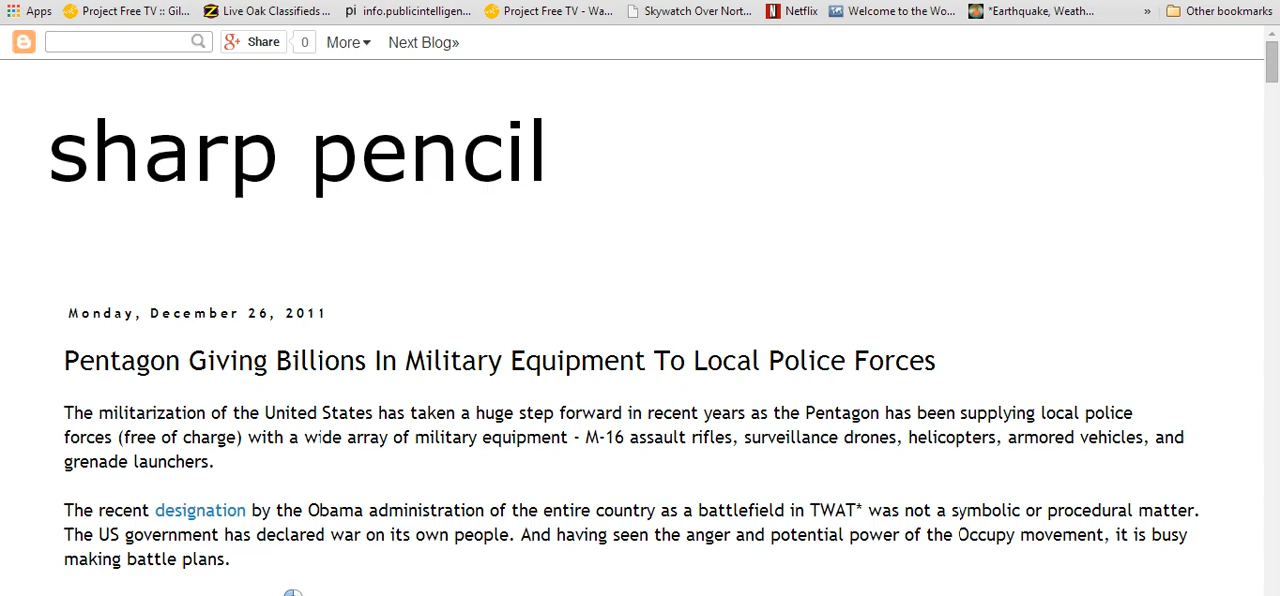 Apps Project Free TV :: Gil... Live Oak Classifieds ... info.publicintelligen... Project Free TV - Wa... Skywatch Over Nort... Netflix Welcome to the Wo... *Earthquake, Weath... » Other bookmarks
Share 0 More Next Blog»
sharp pencil
Monday, December 26, 2011
Pentagon Giving Billions In Military Equipment To Local Police Forces
The militarization of the United States has taken a huge step forward in recent years as the Pentagon has been supplying local police
forces (free of charge) with a wide array of military equipment - M-16 assault rifles, surveillance drones, helicopters, armored vehicles, and
grenade launchers.
The recent designation by the Obama administration of the entire country as a battlefield in TWAT* was not a symbolic or procedural matter.
The US government has declared war on its own people. And having seen the anger and potential power of the Occupy movement, it is busy
making battle plans.